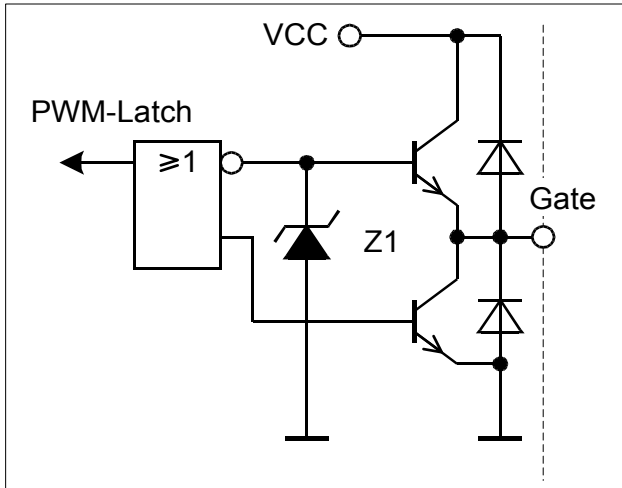 VCC
PWM-Latch
⩾1
Gate
Z1